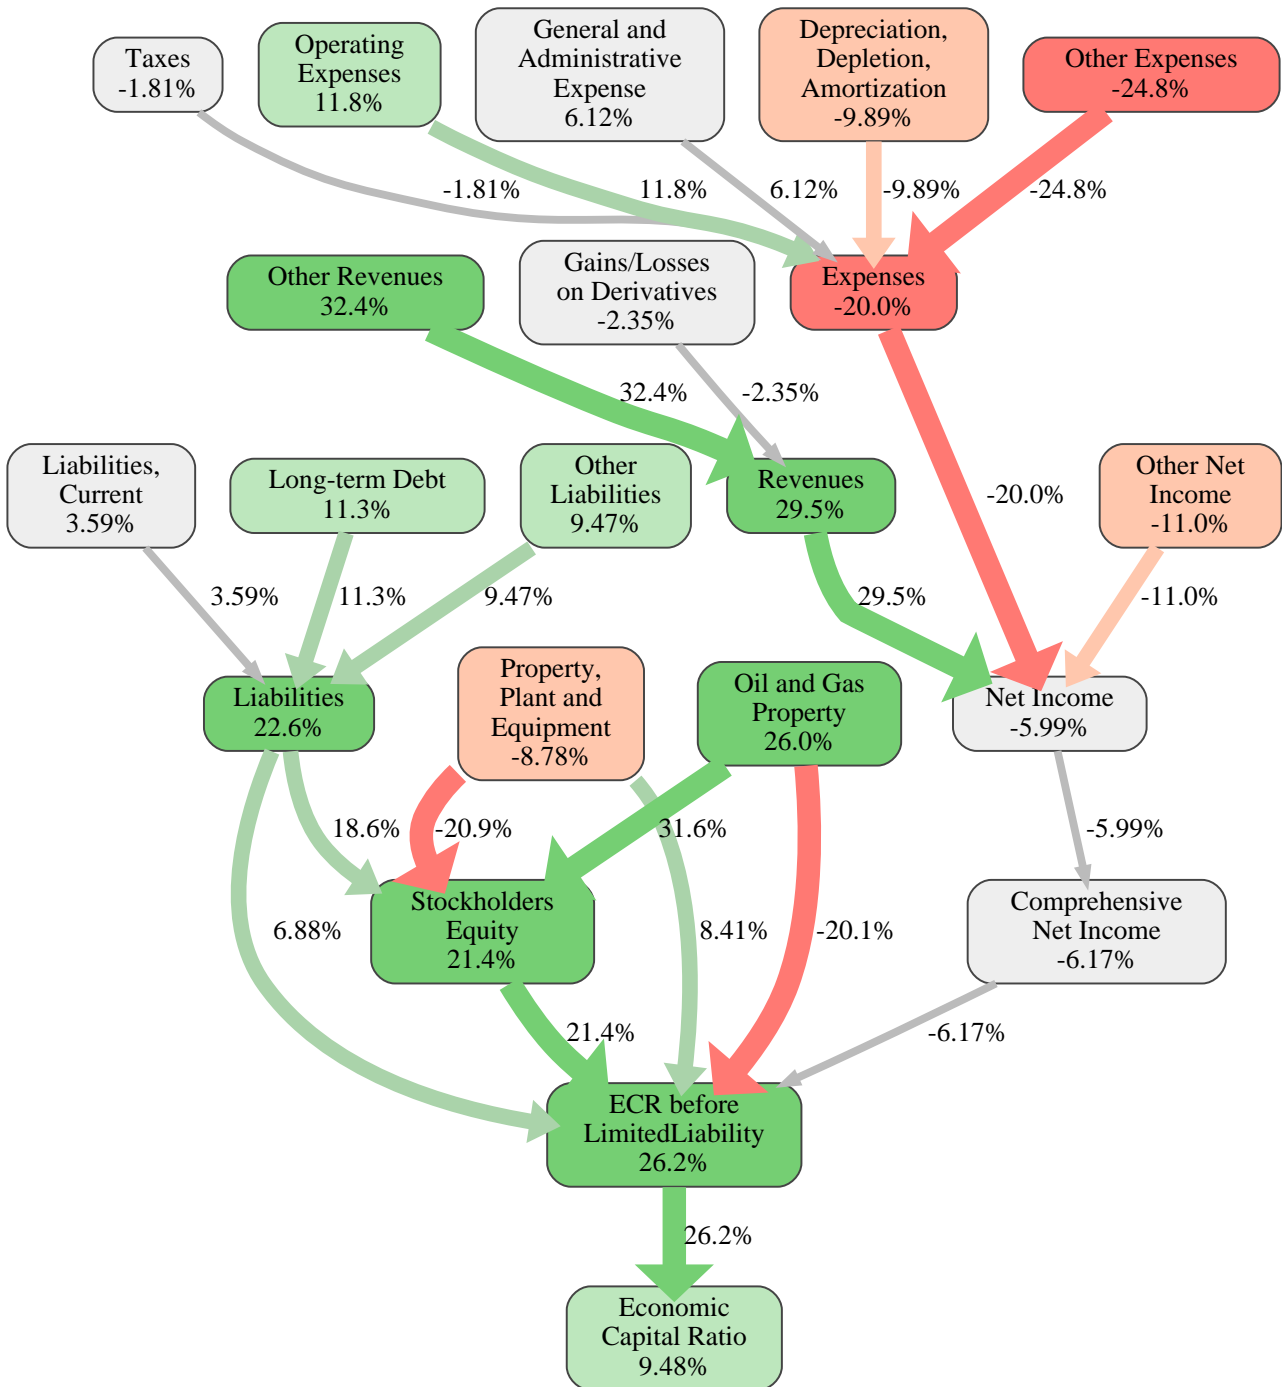 Taxes
-1.81%
Operating
Expenses
11.8%
General and
Administrative
Expense
6.12%
Depreciation,
Depletion,
Amortization
-9.89%
Other Expenses
-24.8%
-1.81%
11.8%
6.12%
-9.89%
-24.8%
Other Revenues
32.4%
Gains/Losses
on Derivatives
-2.35%
Expenses
-20.0%
32.4%
-2.35%
Liabilities,
Current
3.59%
Long-term Debt
11.3%
Other
Liabilities
9.47%
Revenues
29.5%
-20.0%
Other Net
Income
-11.0%
3.59%
11.3%
9.47%
29.5%
-11.0%
Liabilities
22.6%
Property,
Plant and
Equipment
-8.78%
Oil and Gas
Property
26.0%
Net Income
-5.99%
18.6%
-20.9%
31.6%
-5.99%
6.88%
Stockholders
Equity
21.4%
8.41%
-20.1%
Comprehensive
Net Income
-6.17%
21.4%
-6.17%
ECR before
LimitedLiability
26.2%
26.2%
Economic
Capital Ratio
9.48%